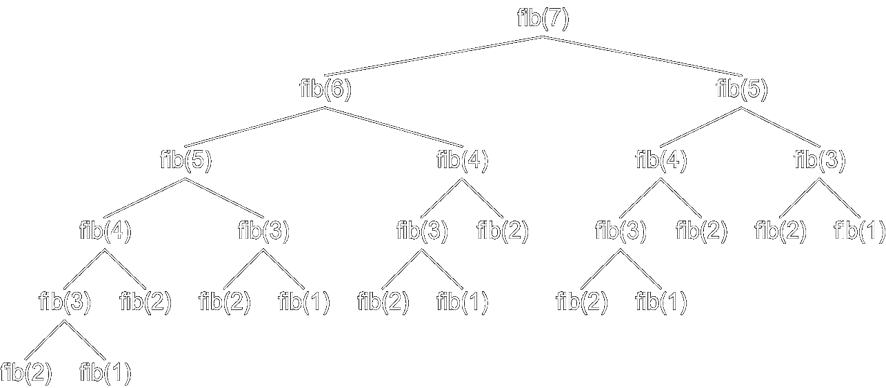 fib(7)
fib(6) fib(5)
fib(5) fib(4) fib(4) fib(3)
fib(4) fib(3) fib(3) fib(2) fib(3) fib(2) fib(2) fib(1)
fib(3) fib(2) fib(2) fib(1) fib(2) fib(1) fib(2) fib(1)
fib(2) fib(1)